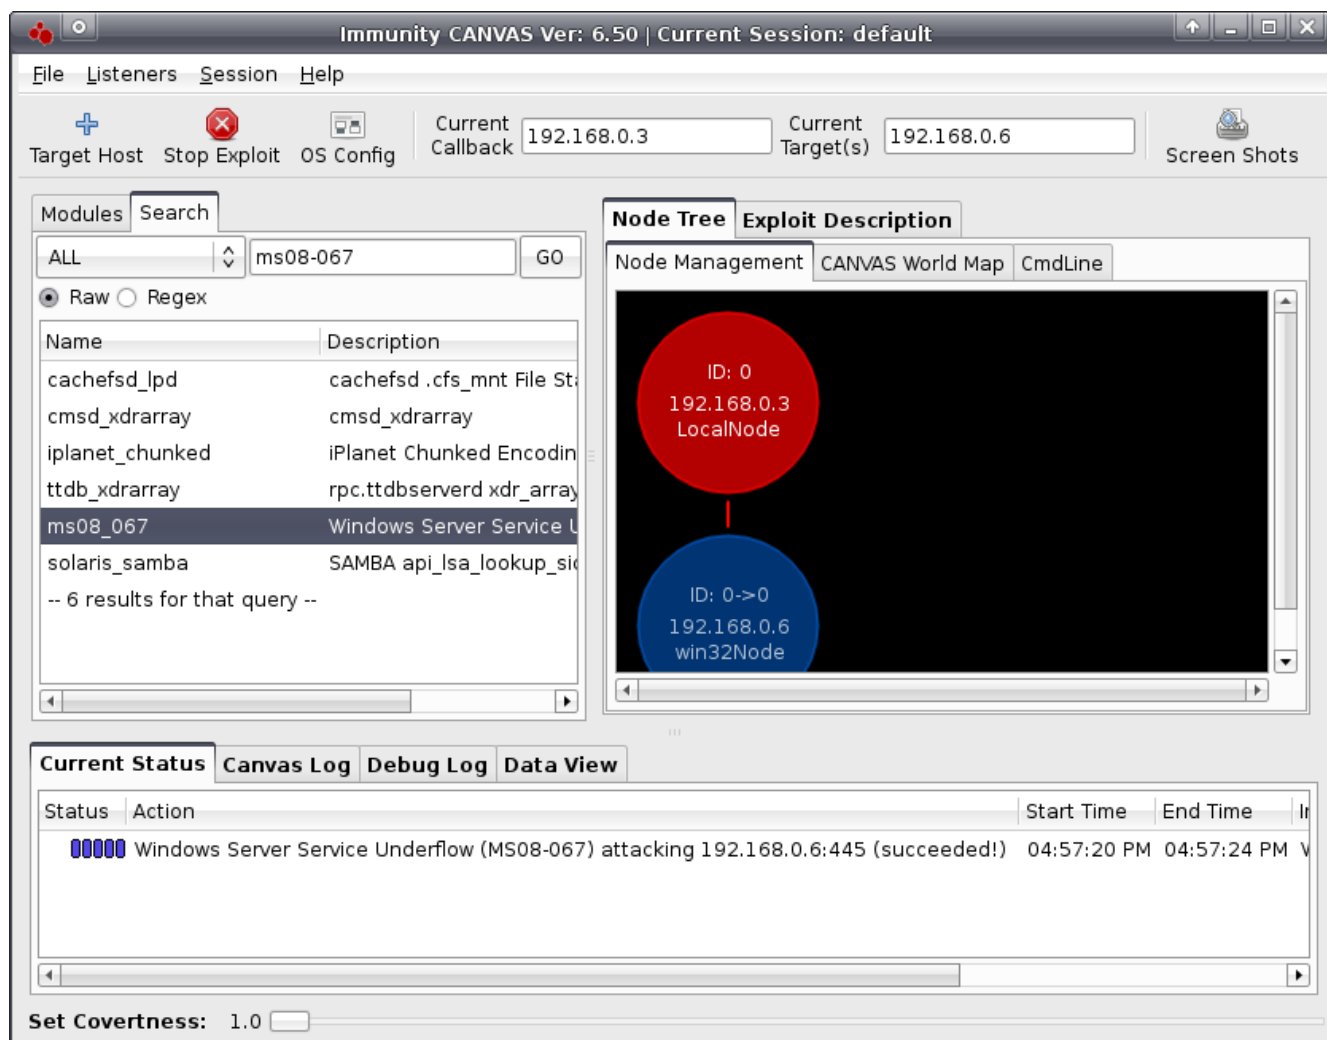 Immunity CANVAS Ver: 6.50 | Current Session: default
File Listeners Session Help
Target Host
Stop Exploit
OS Config
Current
Callback
192.168.0.3
Current
Target(s)
192.168.0.6
Screen Shots
Modules Search
ALL
ms08-067
GO
Raw Regex
Name Description
cachefsd_lpd cachefsd .cfs_mnt File
cmsd_xdrarray cmsd_xdrarray
iplanet_chunked iPlanet Chunked
ttdb_xdrarray rpc.ttdbserverd xdr_array
ms08_067 Windows Server Service
solaris_samba SAMBA
-- 6 results for that query --
Node Tree Exploit Description
Node Management CANVAS World Map CmdLine
ID: 0
192.168.0.3
LocalNode
ID: 0->0
192.168.0.6
win32Node
Current Status Canvas Log Debug Log Data View
Status Action Start Time End Time
Windows Server Service Underflow (MS08-067) attacking 192.168.0.6:445 (succeeded!) 04:57:20 PM 04:57:24 PM
Set Covertness: 1.0